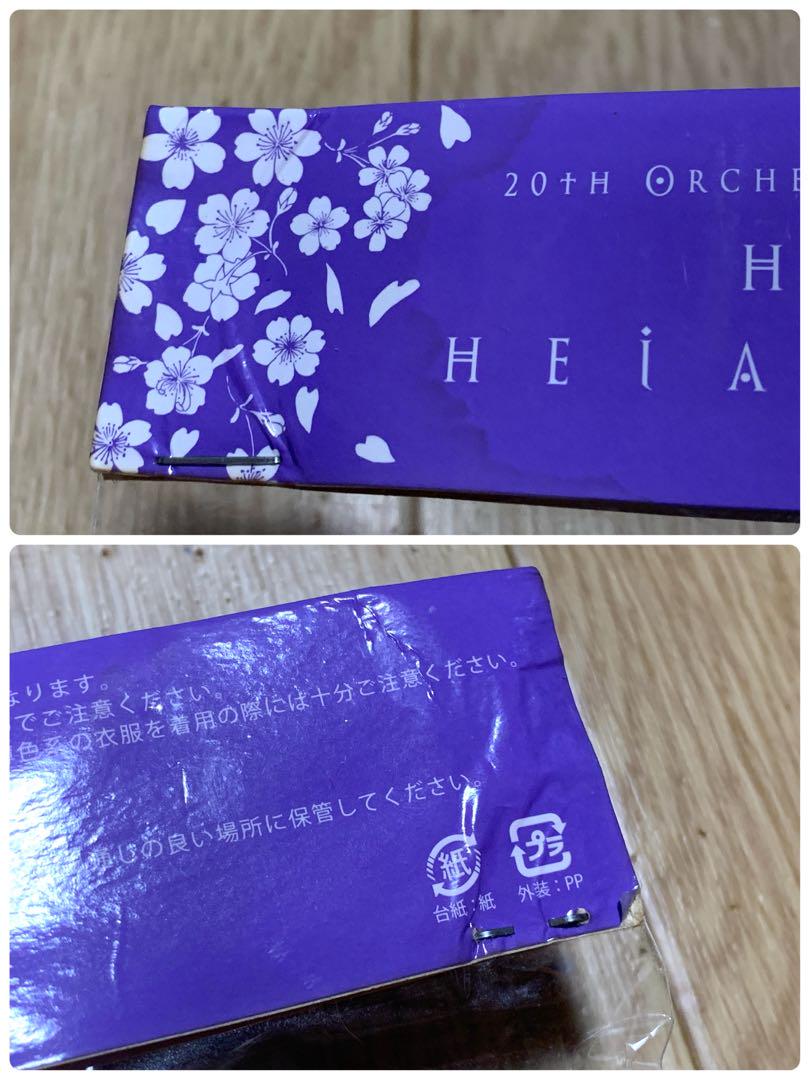 20TH ORCHE
H
HEIA
なります。
でご注意ください。
色系の衣服を着用の際には十分ご注意ください。
しの良い場所に保管してください。
紙
プラ
台紙：紙
外装：PP